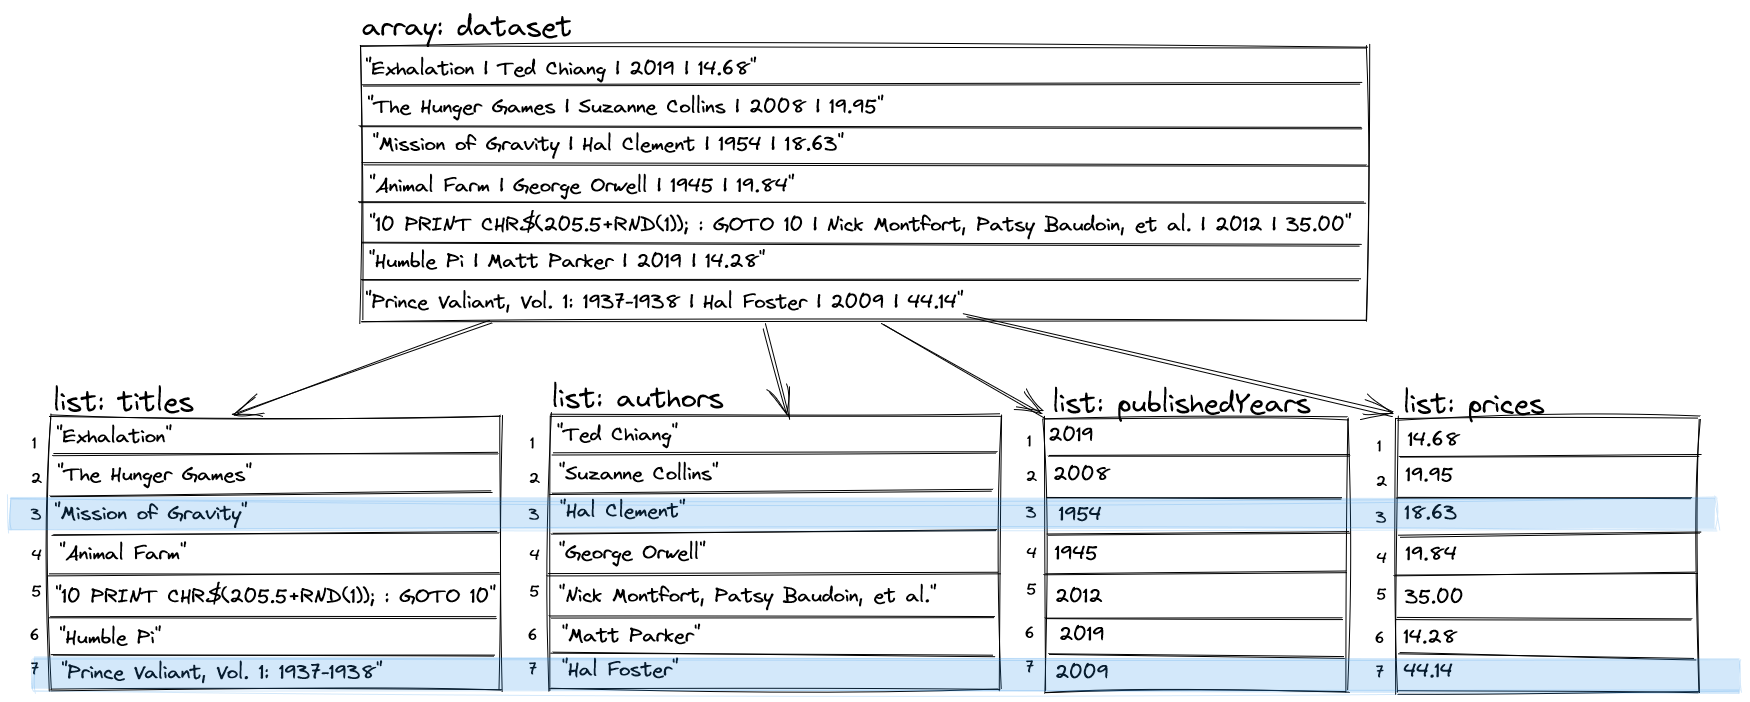 array: dataset
"Exhalation | Ted Chiang | 2019 | 14.68"
"The Hunger Games | Suzanne Collins | 2008 | 19.95"
"Mission of Gravity | Hal Clement | 1954 | 18.63"
"Animal Farm | George Orwell | 1945 | 19.84"
"10 PRINT CHR$(205.5+RND(1)); : GOTO 10 | Nick Montfort, Patsy Baudoin, et al. | 2012 | 35.00"
"Humble Pi | Matt Parker | 2019 | 14.28"
"Prince Valiant, Vol. 1: 1937-1938 | Hal Foster | 2009 | 44.14"
list: titles
1 "Exhalation"
2 "The Hunger Games"
3 "Mission of Gravity"
4 "Animal Farm"
5 "10 PRINT CHR$(205.5+RND(1)); : GOTO 10"
6 "Humble Pi"
7 "Prince Valiant, Vol. 1: 1937-1938"
list: authors
1 "Ted Chiang"
2 "Suzanne Collins"
3 "Hal Clement"
4 "George Orwell"
5 "Nick Montfort, Patsy Baudoin, et al."
6 "Matt Parker"
7 "Hal Foster"
list: publishedYears
1 2019
2 2008
3 1954
4 1945
5 2012
6 2019
7 2009
list: prices
1 14.68
2 19.95
3 18.63
4 19.84
5 35.00
6 14.28
7 44.14